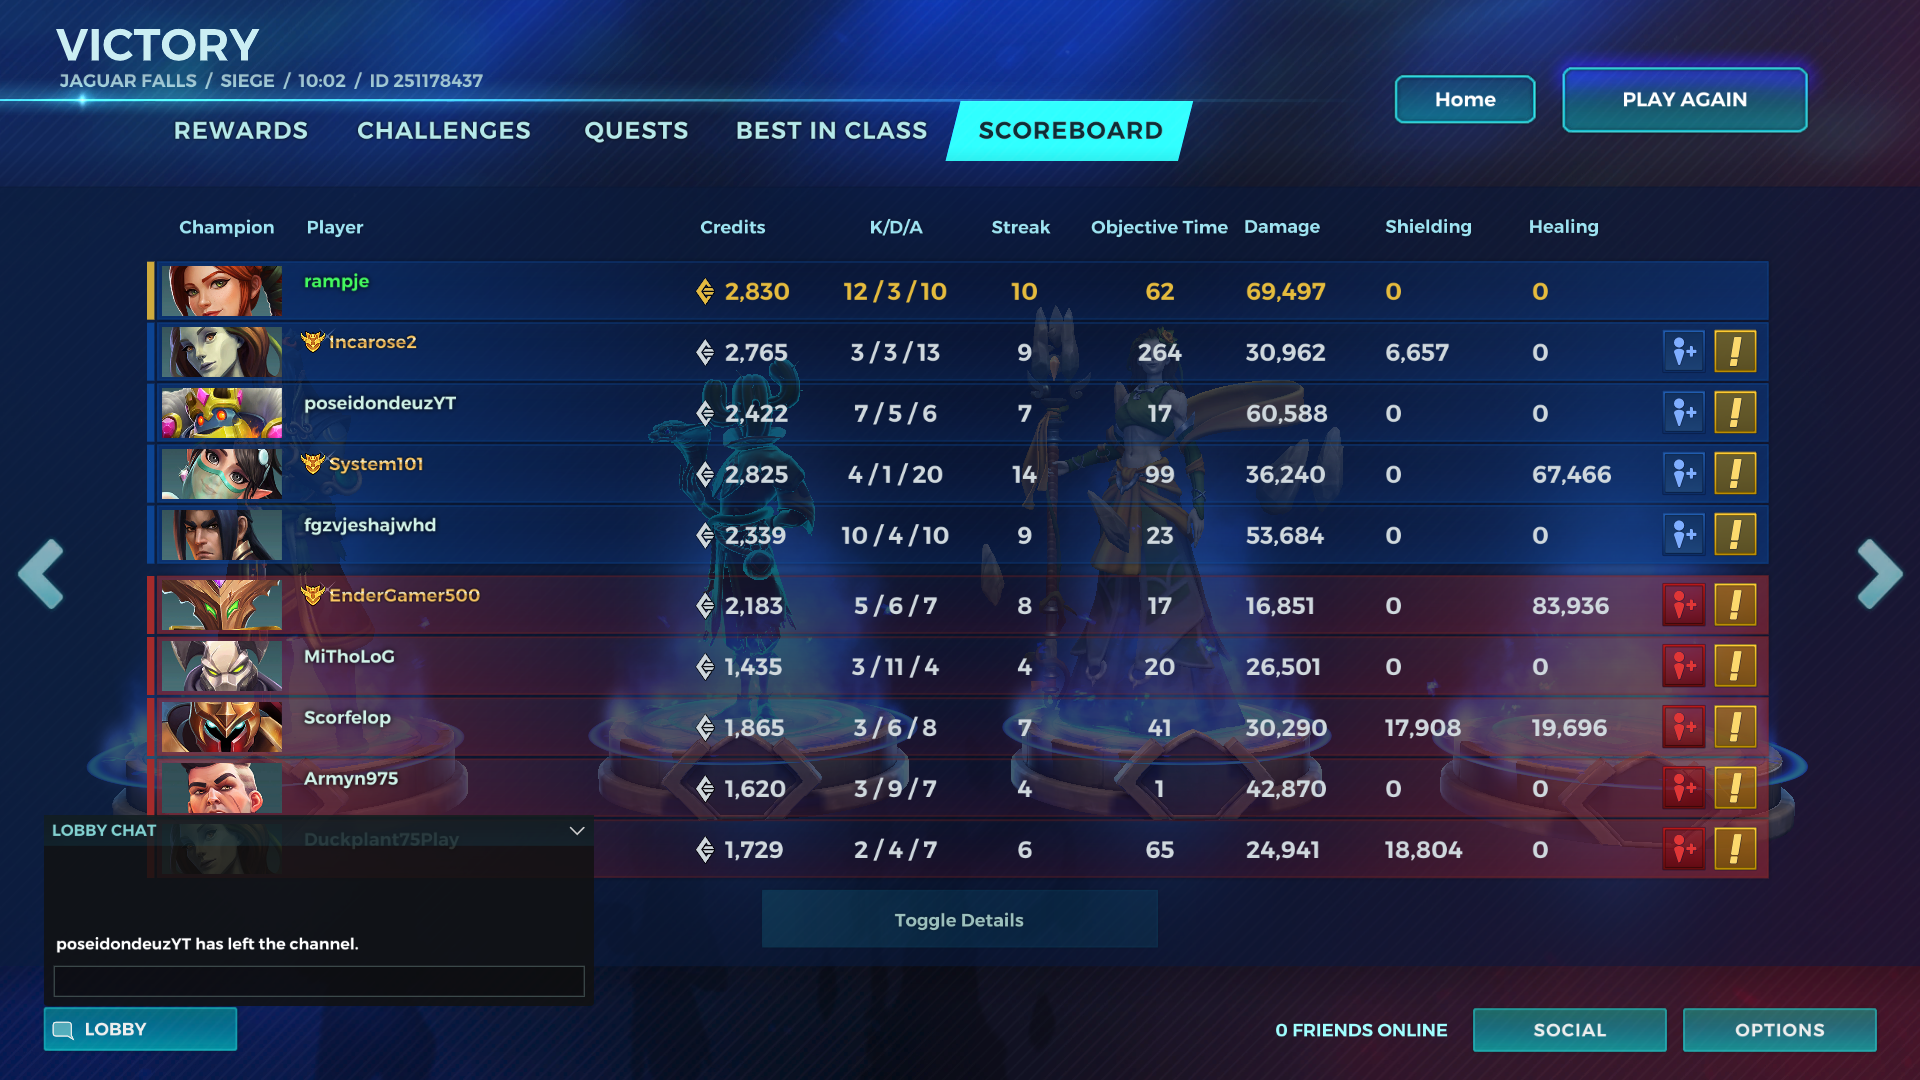 VICTORY
JAGUAR FALLS / SIEGE / 10:02 / ID 251178437
Home
PLAY AGAIN
REWARDS CHALLENGES QUESTS BEST IN CLASS SCOREBOARD
Champion Player Credits K/D/A Streak Objective Time Damage Shielding Healing
rampje 2,830 12 / 3 / 10 10 62 69,497 0 0
Incarose2 2,765 3 / 3 / 13 9 264 30,962 6,657 0
poseidondeuzYT 2,422 7 / 5 / 6 7 17 60,588 0 0
System101 2,825 4 / 1 / 20 14 99 36,240 0 67,466
fgzvjeshajwhd 2,339 10 / 4 / 10 9 23 53,684 0 0
EnderGamer500 2,183 5 / 6 / 7 8 17 16,851 0 83,936
MiThoLoG 1,435 3 / 11 / 4 4 20 26,501 0 0
Scorfelop 1,865 3 / 6 / 8 7 41 30,290 17,908 19,696
Armyn975 1,620 3 / 9 / 7 4 1 42,870 0 0
Duckplant75Play 1,729 2 / 4 / 7 6 65 24,941 18,804 0
LOBBY CHAT
Toggle Details
poseidondeuzYT has left the channel.
LOBBY
0 FRIENDS ONLINE
SOCIAL
OPTIONS